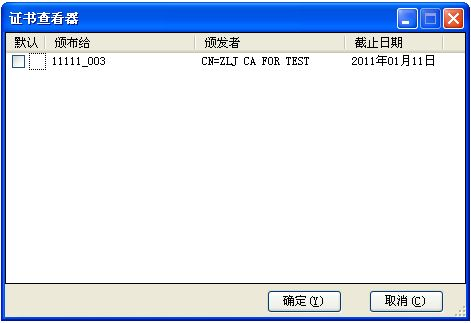 证书查看器
默认 颁布给 颁发者 截止日期
11111_003 CN=ZLJ CA FOR TEST 2011年01月11日
确定(Y) 取消(C)